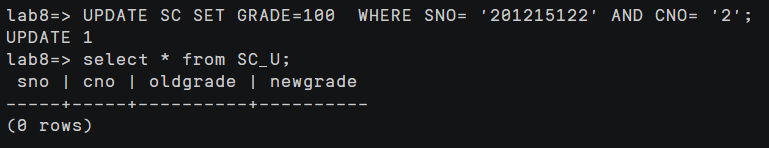 lab8=> UPDATE SC SET GRADE=100  WHERE SNO= '201215122' AND CNO= '2';
UPDATE 1
lab8=> select * from SC_U;
 sno | cno | oldgrade | newgrade
-----+-----+----------+----------
(0 rows)